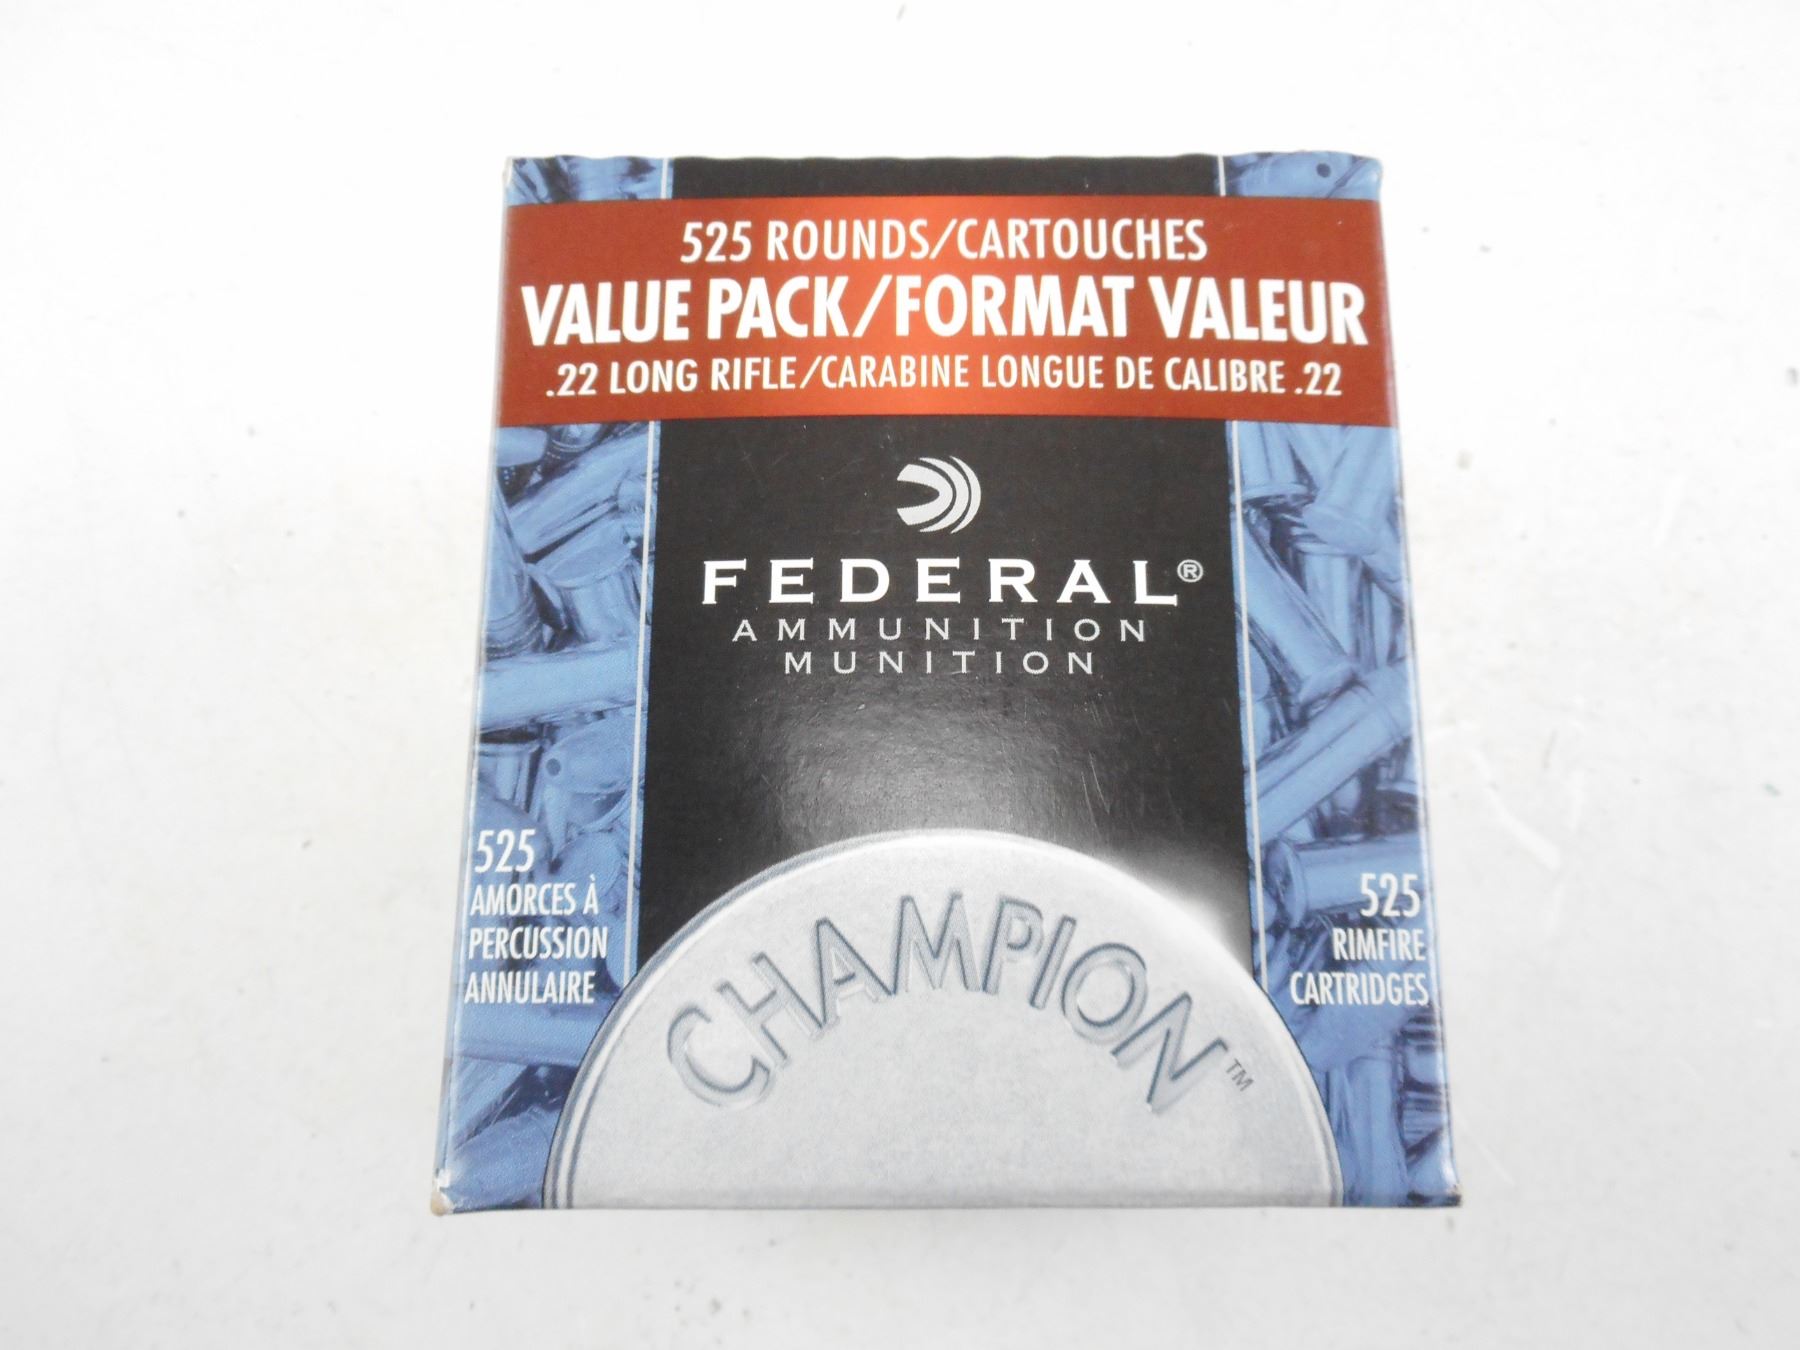 525 ROUNDS/CARTOUCHES
VALUE PACK/FORMAT VALEUR
.22 LONG RIFLE/CARABINE LONGUE DE CALIBRE .22
FEDERAL®
AMMUNITION
MUNITION
525
AMORCES À
PERCUSSION
ANNULAIRE
525
RIMFIRE
CARTRIDGES
CHAMPION™